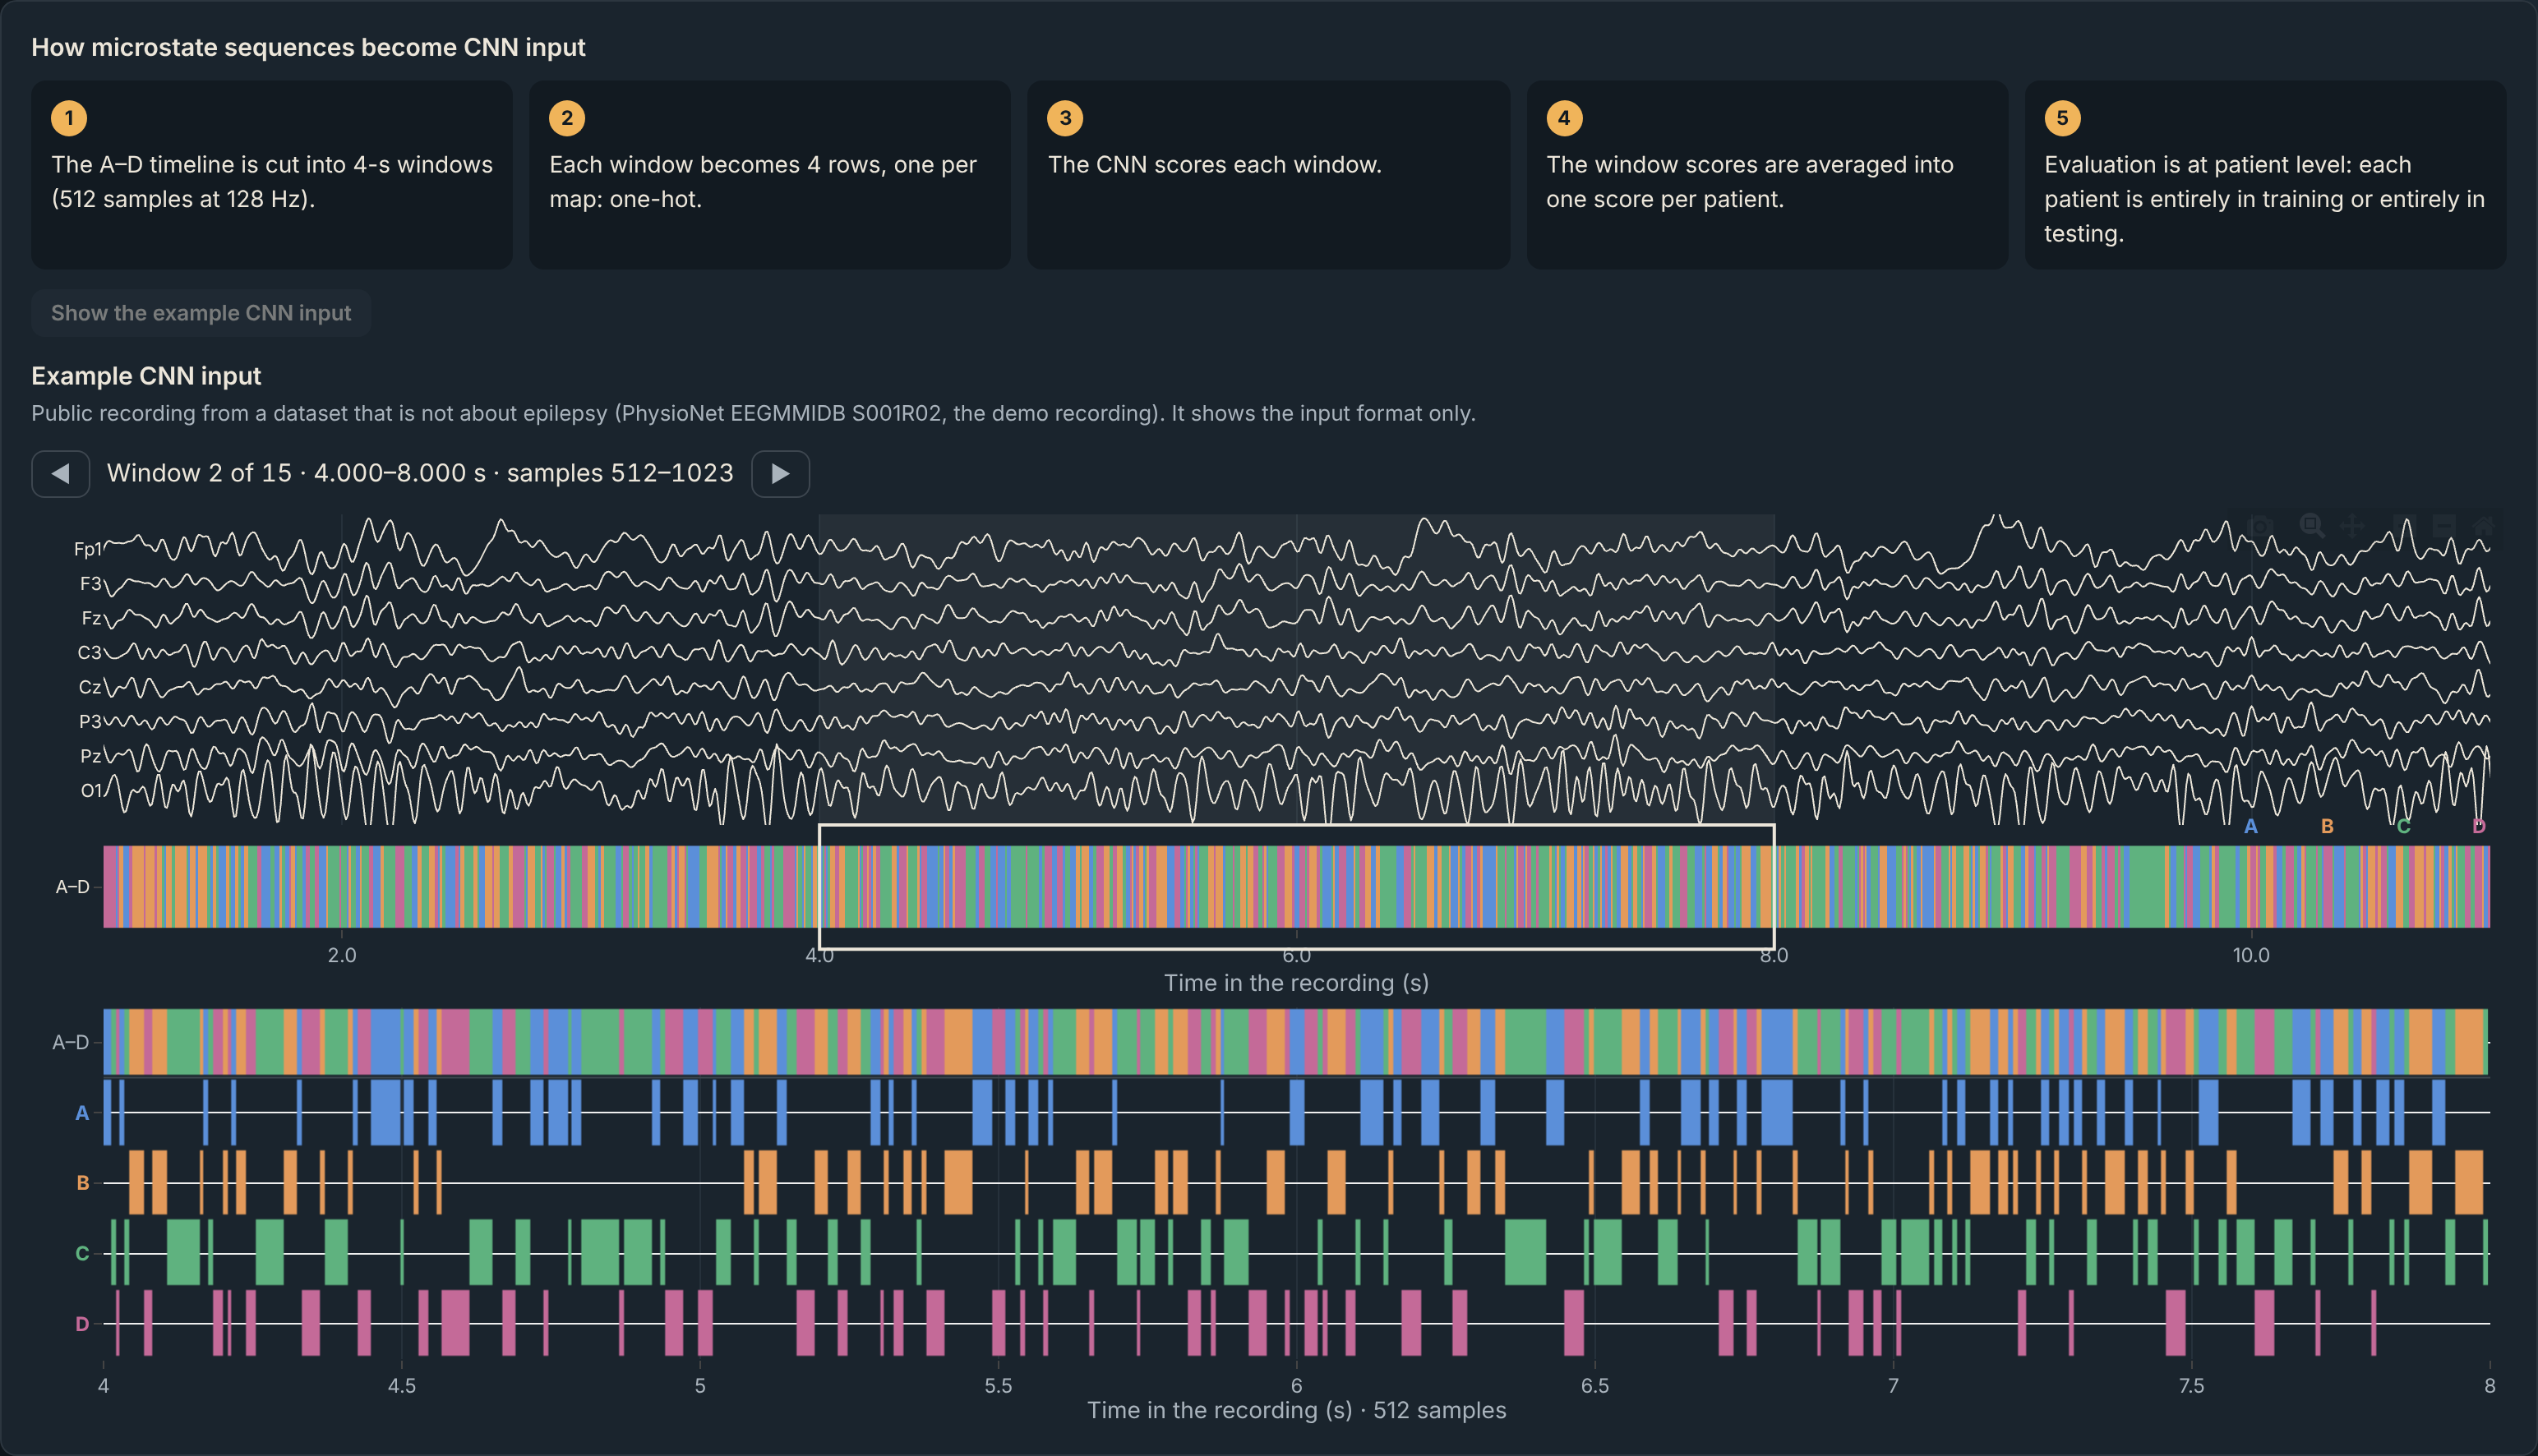 How microstate sequences become CNN input
1
The A–D timeline is cut into 4-s windows
(512 samples at 128 Hz).
2
Each window becomes 4 rows, one per
map: one-hot.
3
The CNN scores each window.
4
The window scores are averaged into
one score per patient.
5
Evaluation is at patient level: each
patient is entirely in training or entirely in
testing.
Show the example CNN input
Example CNN input
Public recording from a dataset that is not about epilepsy (PhysioNet EEGMMIDB S001R02, the demo recording). It shows the input format only.
Window 2 of 15 · 4.000–8.000 s · samples 512–1023
Fp1
F3
Fz
C3
Cz
P3
Pz
O1
A B C D
A–D
2.0 4.0 6.0 8.0 10.0
Time in the recording (s)
A–D
A
B
C
D
4 4.5 5 5.5 6 6.5 7 7.5 8
Time in the recording (s) · 512 samples